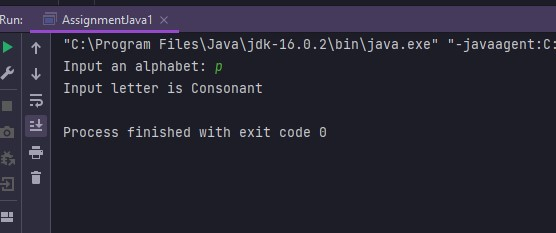 Run: AssignmentJava1
"C:\Program Files\Java\jdk-16.0.2\bin\java.exe" "-javaagent:C:
Input an alphabet: p
Input letter is Consonant
Process finished with exit code 0